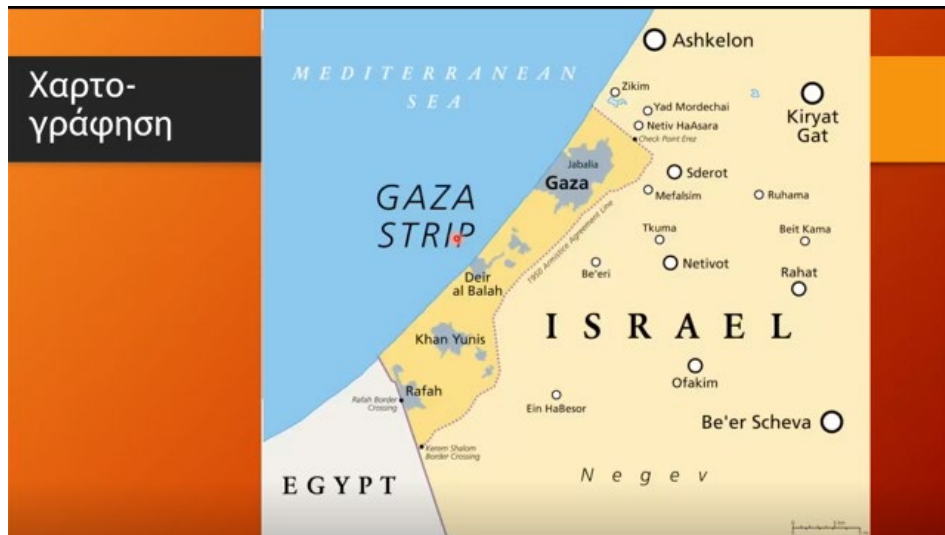 Χαρτο-
γράφηση
MEDITERRANEAN
SEA
Ashkelon
Zikim
Yad Mordechai
Netiv HaAsara
Check Point Erez
Kiryat
Gat
Jabalia
Gaza
Sderot
Mefalsim
Ruhama
GAZA
STRIP
1950 Armistice Agreement Line
Tkuma
Beit Kama
Be'eri
Netivot
Rahat
Deir
al Balah
ISRAEL
Khan Yunis
Ofakim
Rafah
Rafah Border
Crossing
Ein HaBesor
Be'er Scheva
Kerem Shalom
Border Crossing
EGYPT
Negev